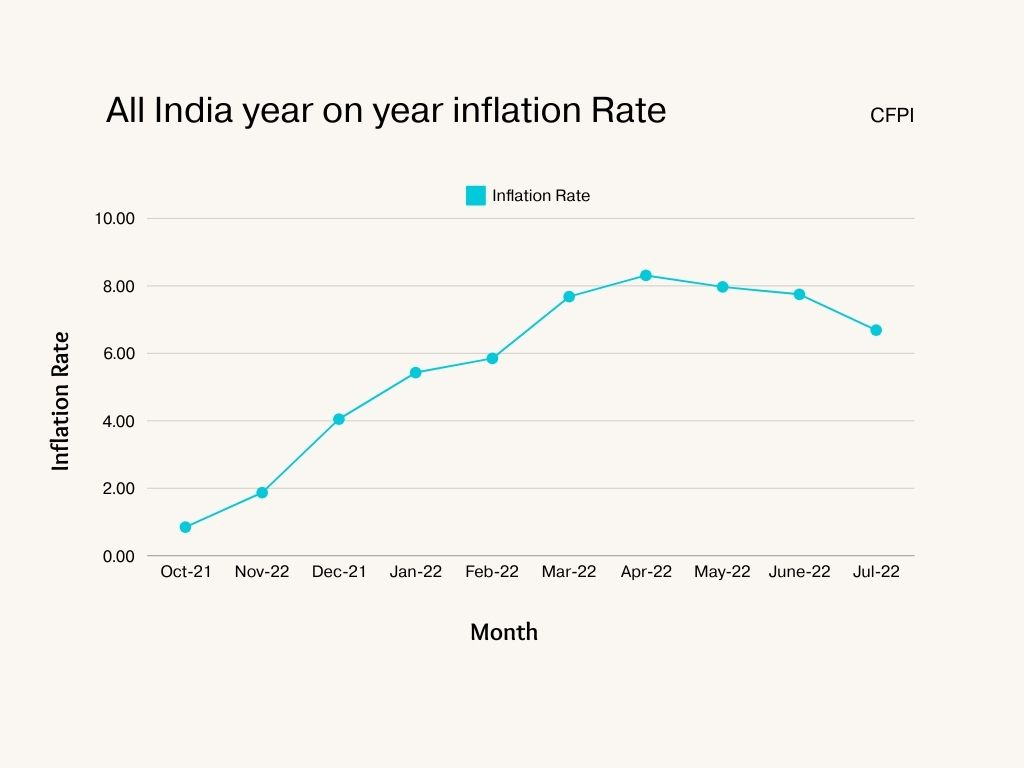 All India year on year inflation Rate
CFPI
Inflation Rate
10.00
8.00
6.00
4.00
2.00
0.00
Inflation Rate
Oct-21 Nov-22 Dec-21 Jan-22 Feb-22 Mar-22 Apr-22 May-22 June-22 Jul-22
Month